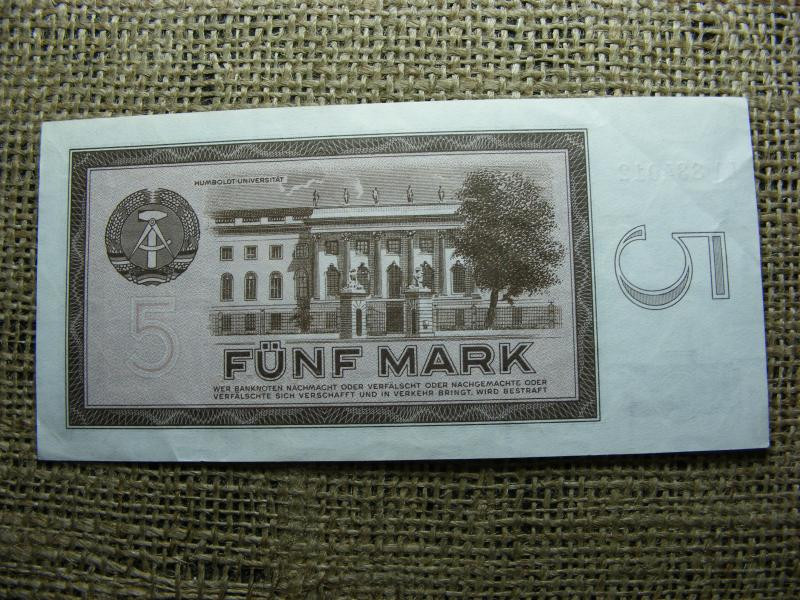 HUMBOLDT-UNIVERSITÄT
5
5
FÜNF MARK
WER BANKNOTEN NACHMACHT ODER VERFÄLSCHT ODER NACHGEMACHTE ODER
VERFÄLSCHTE SICH VERSCHAFFT UND IN VERKEHR BRINGT, WIRD BESTRAFT